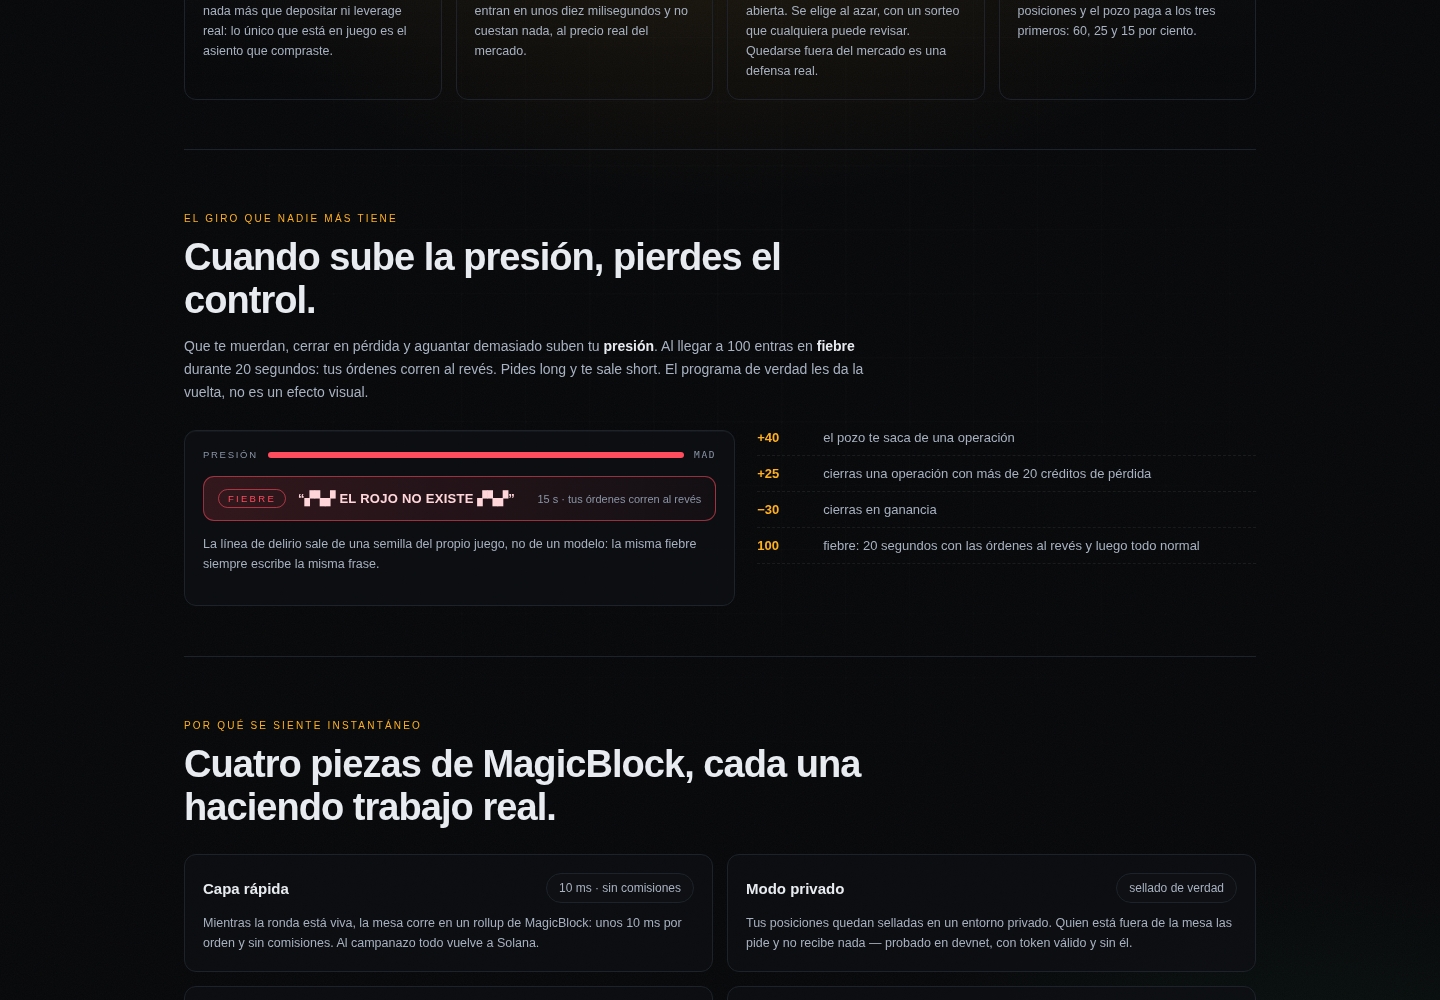 nada más que depositar ni leverage
real: lo único que está en juego es el
asiento que compraste.
entran en unos diez milisegundos y no
cuestan nada, al precio real del
mercado.
abierta. Se elige al azar, con un sorteo
que cualquiera puede revisar.
Quedarse fuera del mercado es una
defensa real.
posiciones y el pozo paga a los tres
primeros: 60, 25 y 15 por ciento.
EL GIRO QUE NADIE MÁS TIENE
Cuando sube la presión, pierdes el
control.
Que te muerdan, cerrar en pérdida y aguantar demasiado suben tu presión. Al llegar a 100 entras en fiebre
durante 20 segundos: tus órdenes corren al revés. Pides long y te sale short. El programa de verdad les da la
vuelta, no es un efecto visual.
PRESIÓN MAD
FIEBRE “▞▚▞ EL ROJO NO EXISTE ▞▚▞” 15 s · tus órdenes corren al revés
La línea de delirio sale de una semilla del propio juego, no de un modelo: la misma fiebre
siempre escribe la misma frase.
+40 el pozo te saca de una operación
+25 cierras una operación con más de 20 créditos de pérdida
−30 cierras en ganancia
100 fiebre: 20 segundos con las órdenes al revés y luego todo normal
POR QUÉ SE SIENTE INSTANTÁNEO
Cuatro piezas de MagicBlock, cada una
haciendo trabajo real.
Capa rápida 10 ms · sin comisiones
Mientras la ronda está viva, la mesa corre en un rollup de MagicBlock: unos 10 ms por
orden y sin comisiones. Al campanazo todo vuelve a Solana.
Modo privado sellado de verdad
Tus posiciones quedan selladas en un entorno privado. Quien está fuera de la mesa las
pide y no recibe nada — probado en devnet, con token válido y sin él.